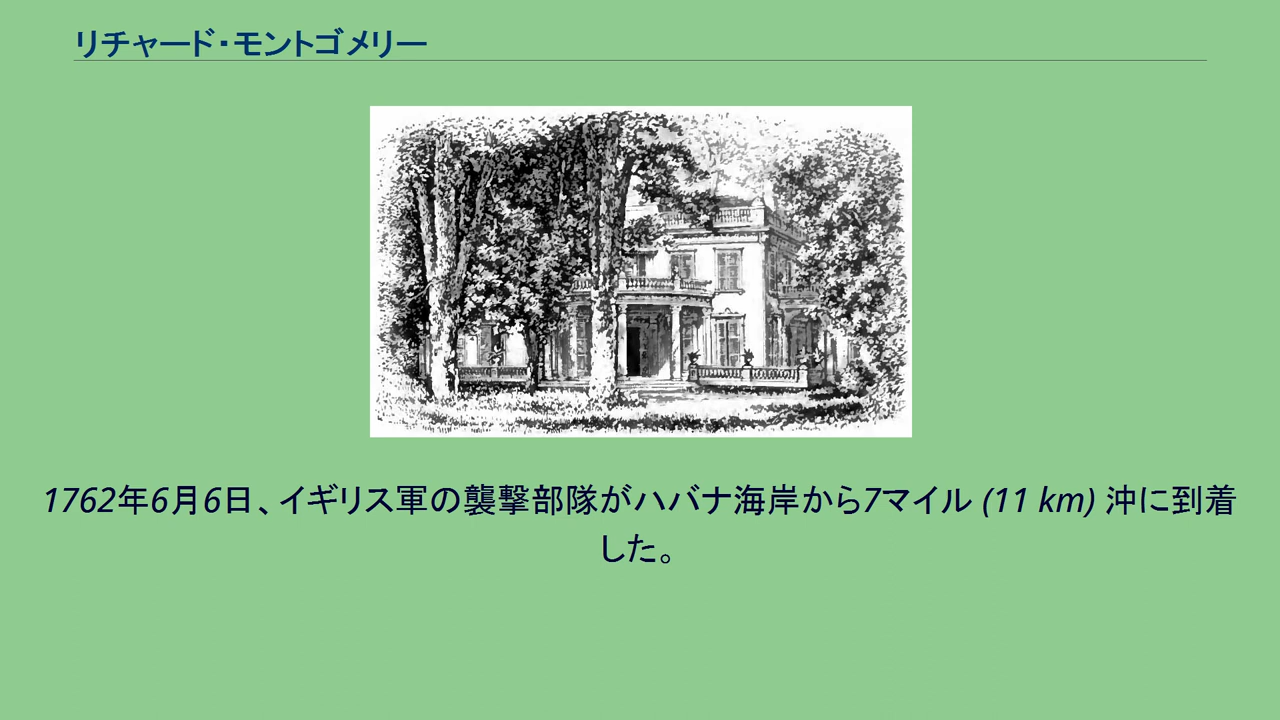 リチャード・モントゴメリー
1762年6月6日、イギリス軍の襲撃部隊がハバナ海岸から7マイル (11 km) 沖に到着
した。